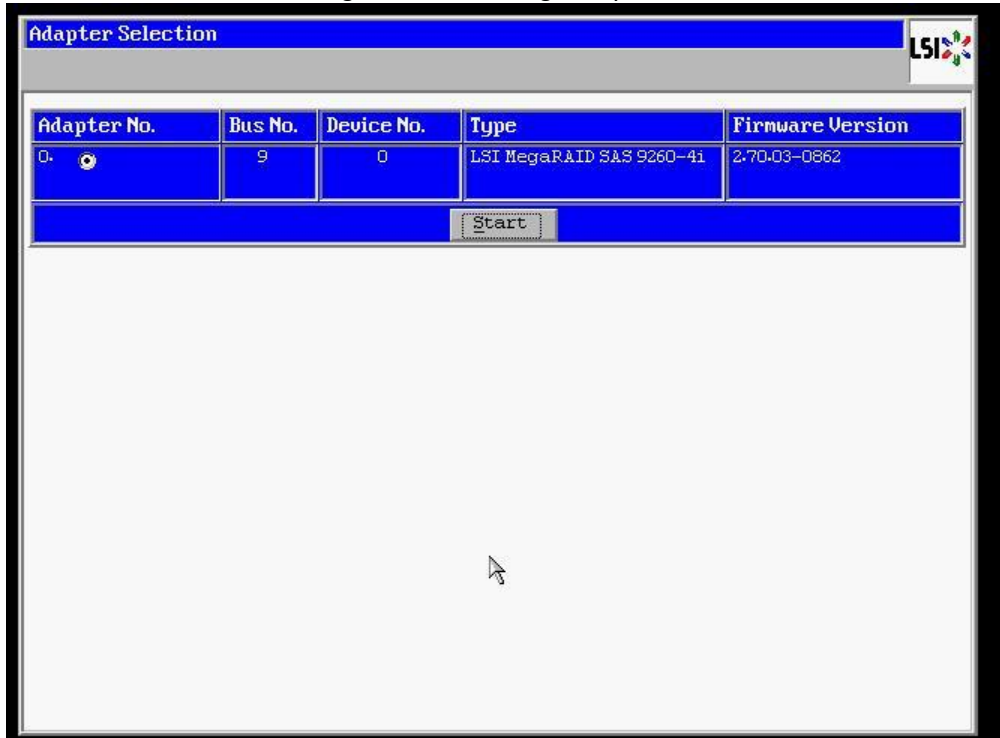 Adapter Selection
LSI
Adapter No. Bus No. Device No. Type Firmware Version
0. 9 0 LSI MegaRAID SAS 9260-4i 2.70.03-0862
Start